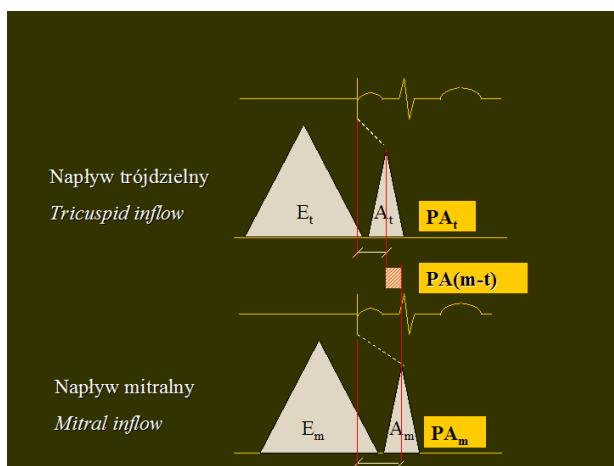 Napływ trójdzielny
Tricuspid inflow
Et
At
PAt
PA(m-t)
Napływ mitralny
Mitral inflow
Em
Am
PAm